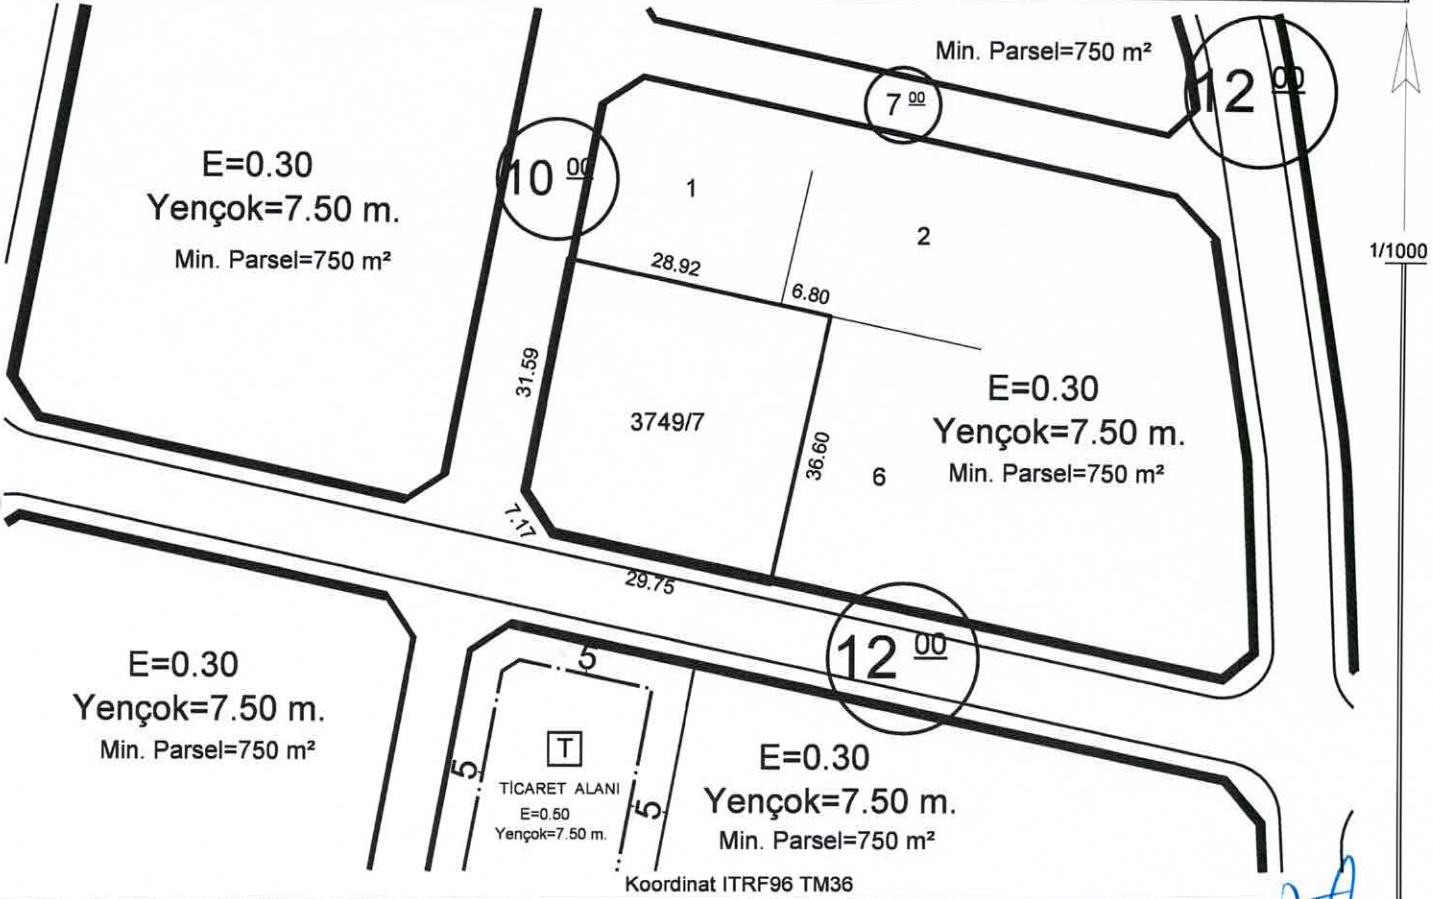 Min. Parsel=750 m²
12 00
7 00
E=0.30
Yençok=7.50 m.
Min. Parsel=750 m²
10 00
1
2
1/1000
28.92
6.80
31.59
3749/7
36.60
6
E=0.30
Yençok=7.50 m.
Min. Parsel=750 m²
7.17
29.75
12 00
E=0.30
Yençok=7.50 m.
Min. Parsel=750 m²
5
T
5
5
TİCARET ALANI
E=0.50
Yençok=7.50 m.
E=0.30
Yençok=7.50 m.
Min. Parsel=750 m²
Koordinat ITRF96 TM36